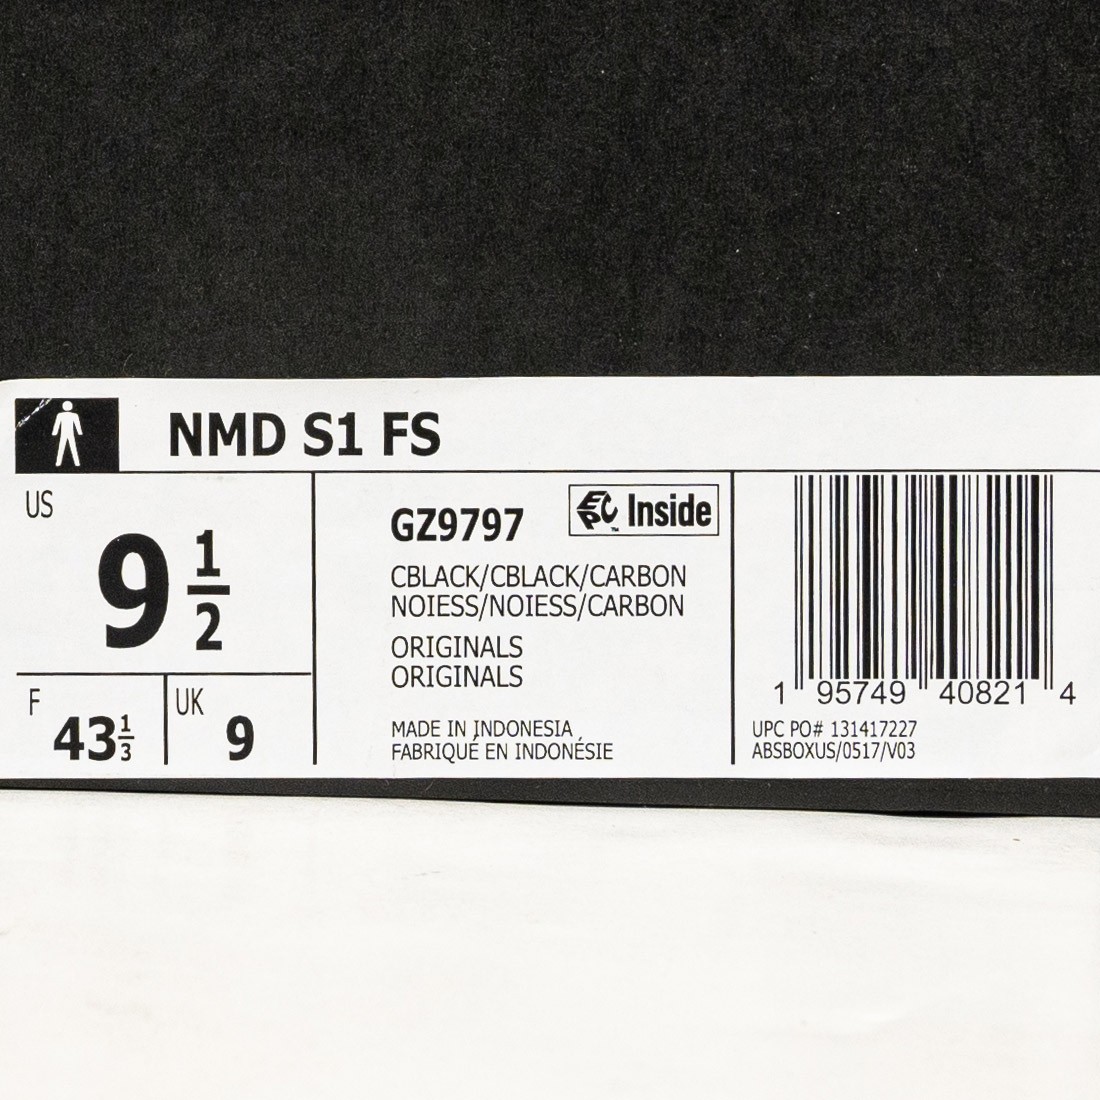 NMD S1 FS
US
9 1/2
F
43 1/3
UK
9
GZ9797
EPC™ Inside
CBLACK/CBLACK/CARBON
NOIESS/NOIESS/CARBON
ORIGINALS
ORIGINALS
MADE IN INDONESIA
FABRIQUÉ EN INDONÉSIE
1 95749 40821 4
UPC PO# 131417227
ABSBOXUS/0517/V03